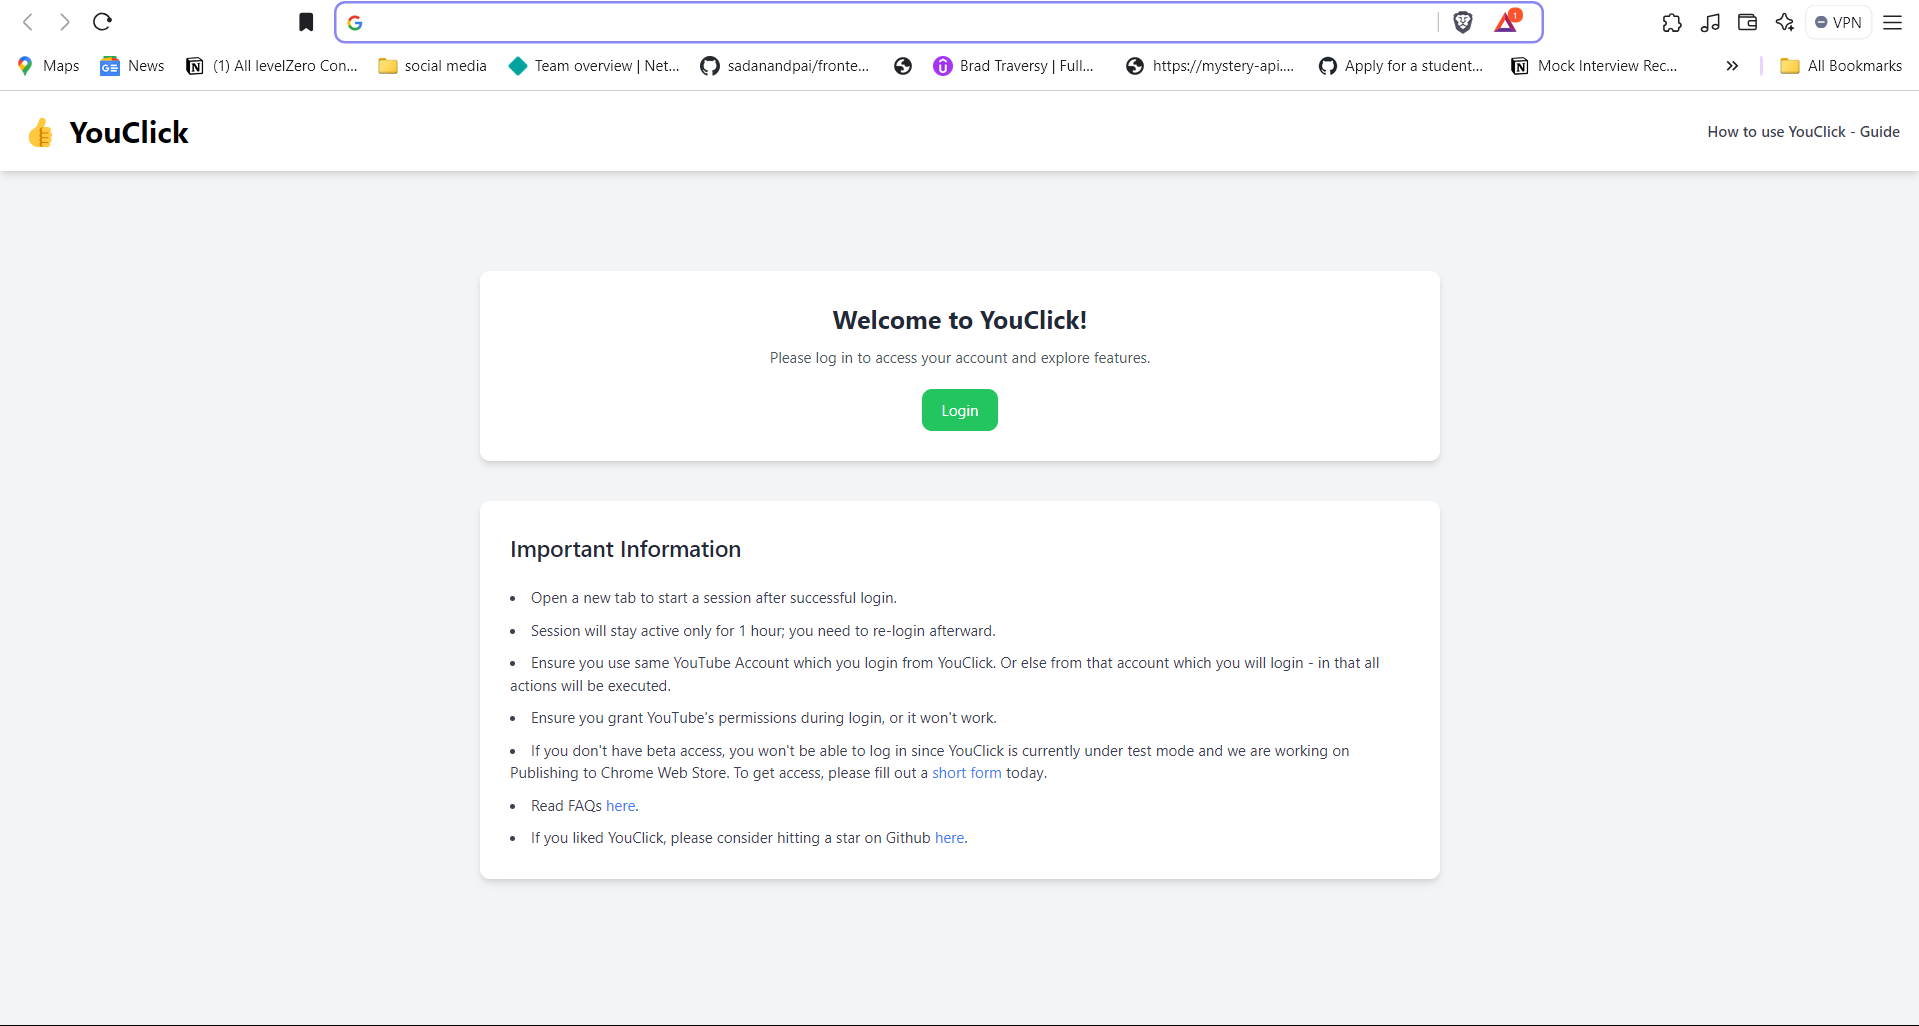 1
VPN
Maps
News
(1) All levelZero Con...
social media
Team overview | Net...
sadanandpai/fronte...
Brad Traversy | Full...
https://mystery-api....
Apply for a student...
Mock Interview Rec...
All Bookmarks
YouClick
How to use YouClick - Guide
Welcome to YouClick!
Please log in to access your account and explore features.
Login
Important Information
• Open a new tab to start a session after successful login.
• Session will stay active only for 1 hour; you need to re-login afterward.
• Ensure you use same YouTube Account which you login from YouClick. Or else from that account which you will login - in that all
actions will be executed.
• Ensure you grant YouTube's permissions during login, or it won't work.
• If you don't have beta access, you won't be able to log in since YouClick is currently under test mode and we are working on
Publishing to Chrome Web Store. To get access, please fill out a short form today.
• Read FAQs here.
• If you liked YouClick, please consider hitting a star on Github here.